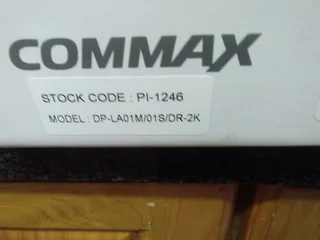 COMMAX
STOCK CODE : PI-1246
MODEL : DP-LA01M/01S/DR-2K